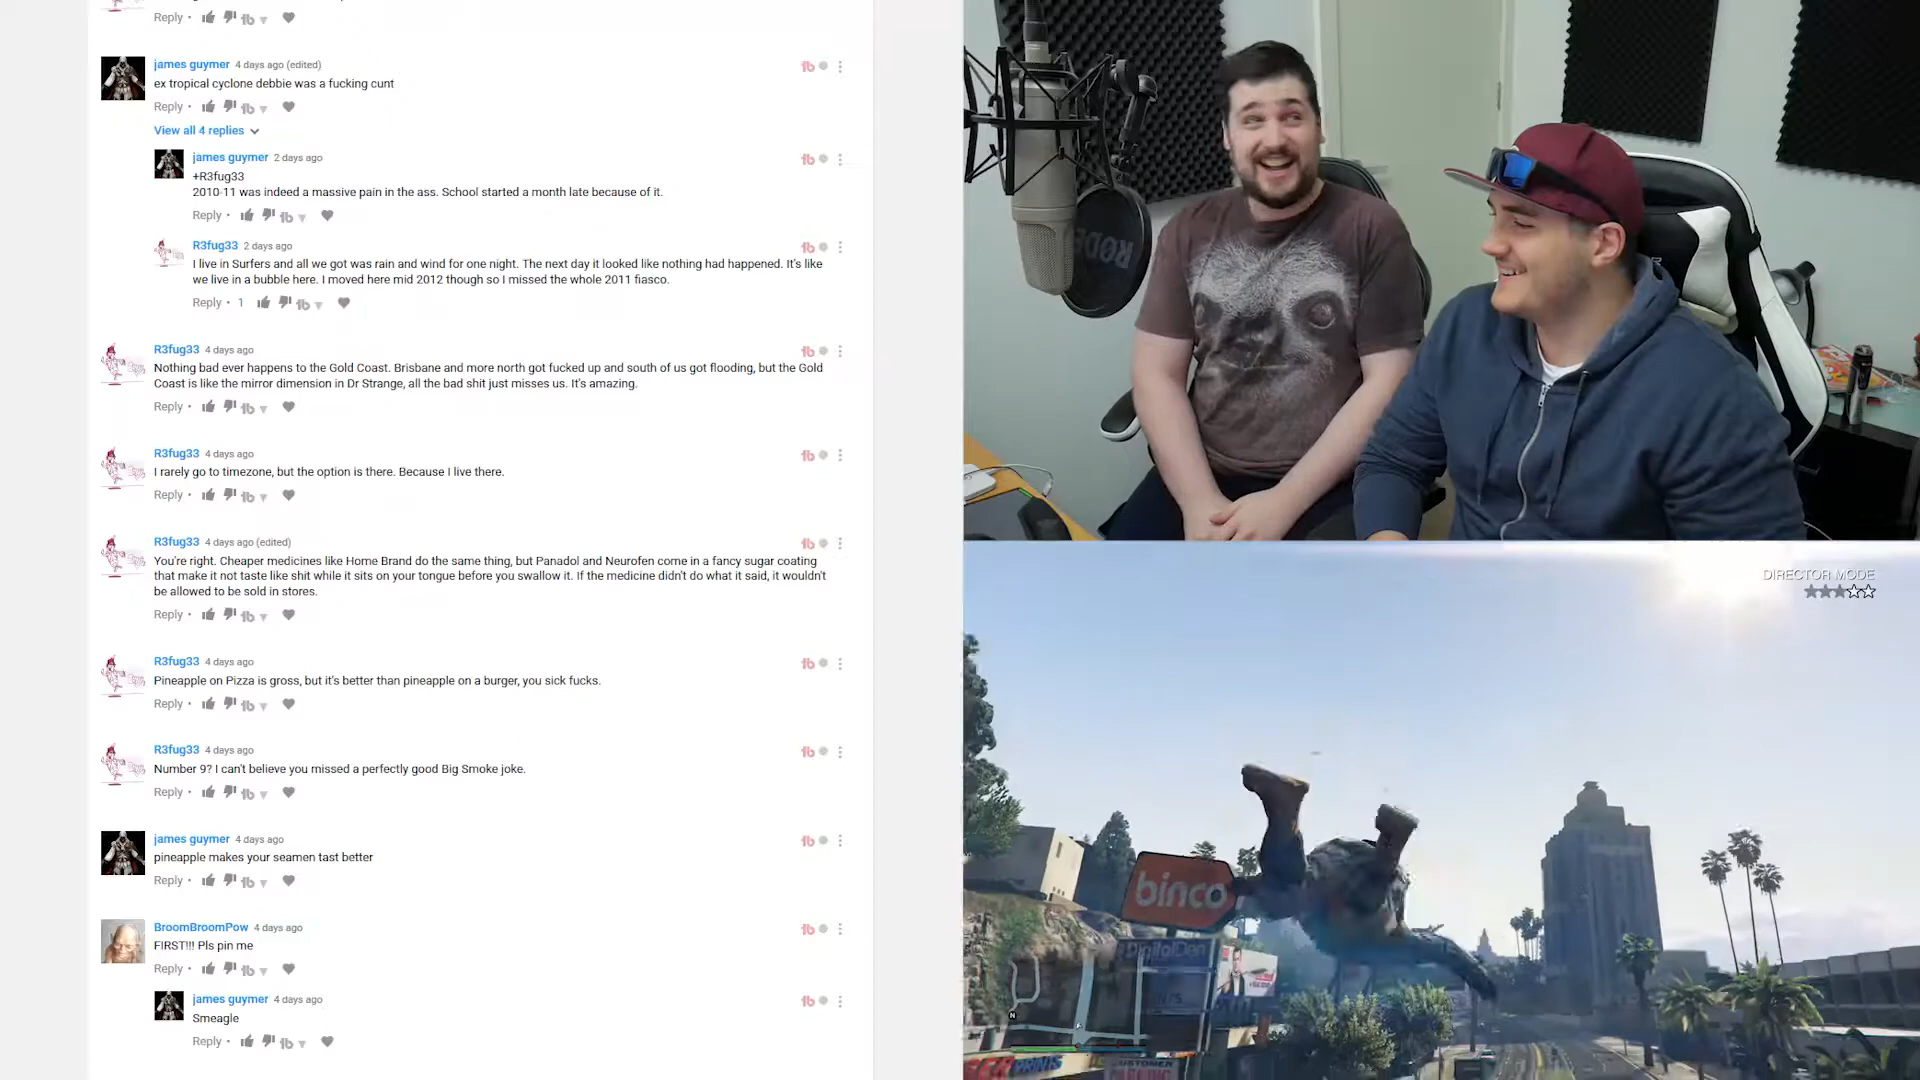 Reply •
james guymer 4 days ago (edited)
ex tropical cyclone debbie was a fucking cunt
Reply •
View all 4 replies
james guymer 2 days ago
+R3fug33
2010-11 was indeed a massive pain in the ass. School started a month late because of it.
Reply •
R3fug33 2 days ago
I live in Surfers and all we got was rain and wind for one night. The next day it looked like nothing had happened. It's like
we live in a bubble here. I moved here mid 2012 though so I missed the whole 2011 fiasco.
Reply • 1
R3fug33 4 days ago
Nothing bad ever happens to the Gold Coast. Brisbane and more north got fucked up and south of us got flooding, but the Gold
Coast is like the mirror dimension in Dr Strange, all the bad shit just misses us. It's amazing.
Reply •
R3fug33 4 days ago
I rarely go to timezone, but the option is there. Because I live there.
Reply •
R3fug33 4 days ago (edited)
You're right. Cheaper medicines like Home Brand do the same thing, but Panadol and Neurofen come in a fancy sugar coating
that make it not taste like shit while it sits on your tongue before you swallow it. If the medicine didn't do what it said, it wouldn't
be allowed to be sold in stores.
Reply •
R3fug33 4 days ago
Pineapple on Pizza is gross, but it's better than pineapple on a burger, you sick fucks.
Reply •
R3fug33 4 days ago
Number 9? I can't believe you missed a perfectly good Big Smoke joke.
Reply •
james guymer 4 days ago
pineapple makes your seamen tast better
Reply •
BroomBroomPow 4 days ago
FIRST!!! Pls pin me
Reply •
james guymer 4 days ago
Smeagle
Reply •
RØDE
DIRECTOR MODE
binco
DigitalDen
N
PRINTS
CUSTOMER
PARKING